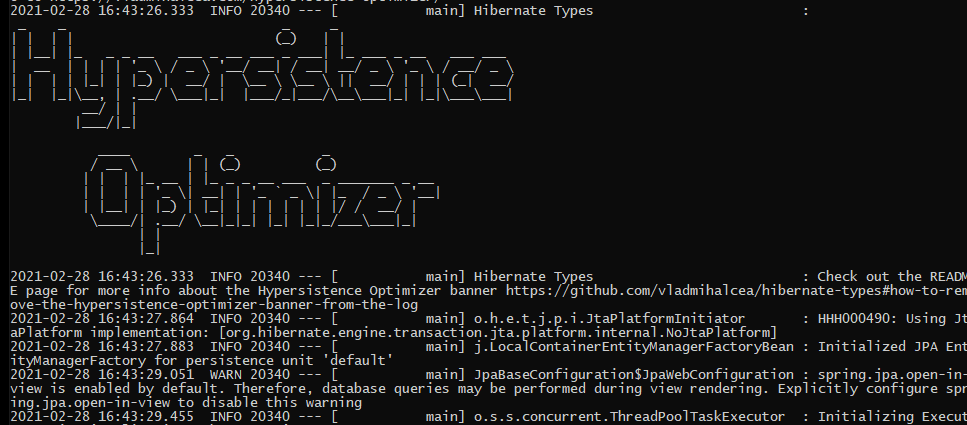 2021-02-28 16:43:26.333  INFO 20340 --- [           main] Hibernate Types                          :
Hypersistence
Optimizer
2021-02-28 16:43:26.333  INFO 20340 --- [           main] Hibernate Types                          : Check out the READM
E page for more info about the Hypersistence Optimizer banner https://github.com/vladmihalcea/hibernate-types#how-to-rem
ove-the-hypersistence-optimizer-banner-from-the-log
2021-02-28 16:43:27.864  INFO 20340 --- [           main] o.h.e.t.j.p.i.JtaPlatformInitiator       : HHH000490: Using Jt
aPlatform implementation: [org.hibernate.engine.transaction.jta.platform.internal.NoJtaPlatform]
2021-02-28 16:43:27.883  INFO 20340 --- [           main] j.LocalContainerEntityManagerFactoryBean : Initialized JPA Ent
ityManagerFactory for persistence unit 'default'
2021-02-28 16:43:29.051  WARN 20340 --- [           main] JpaBaseConfiguration$JpaWebConfiguration : spring.jpa.open-in-
view is enabled by default. Therefore, database queries may be performed during view rendering. Explicitly configure spr
ing.jpa.open-in-view to disable this warning
2021-02-28 16:43:29.455  INFO 20340 --- [           main] o.s.s.concurrent.ThreadPoolTaskExecutor  : Initializing Execut